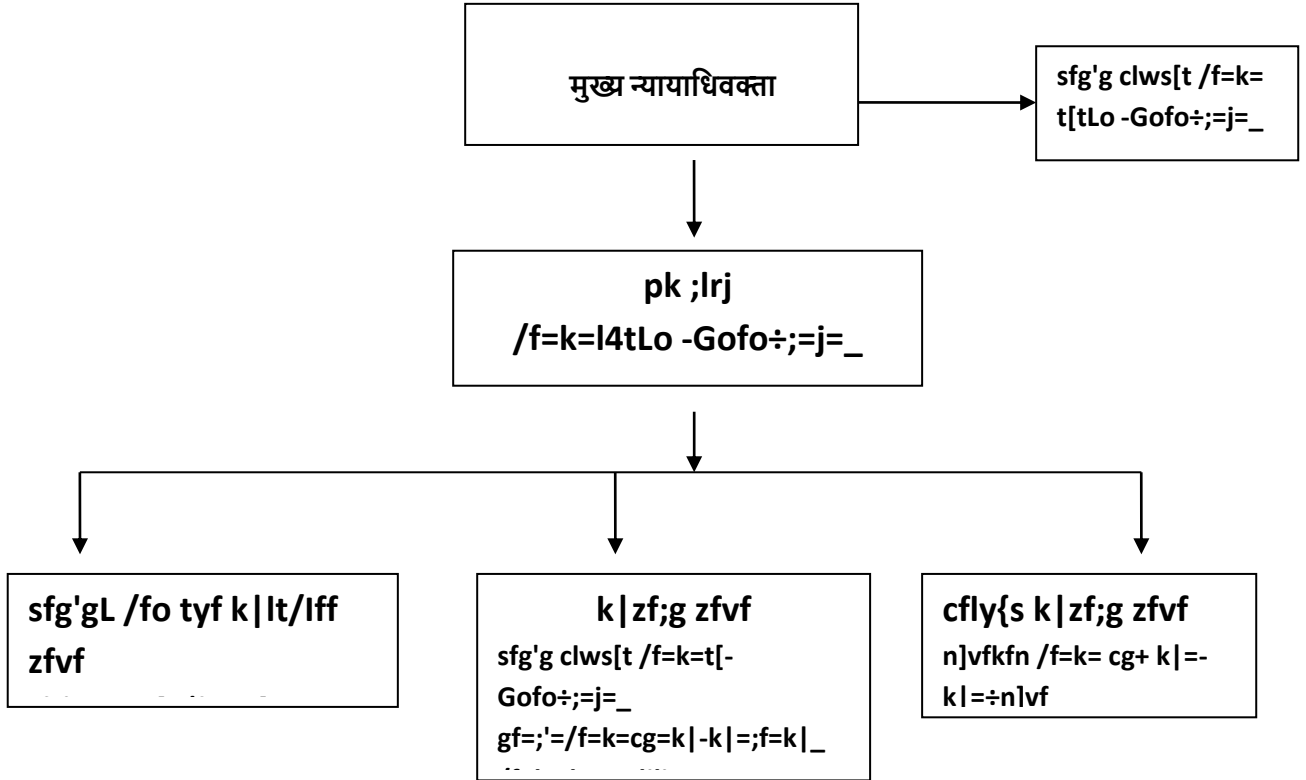 मुख्य न्यायाधिवक्ता
sfg'g clws[t /f=k=
t[tLo -Gofo÷;=j=_
pk ;lrj
/f=k=l4tLo -Gofo÷;=j=_
sfg'gL /fo tyf k|lt/Iff
zfvf
k|zf;g zfvf
sfg'g clws[t /f=k=t[-
Gofo÷;=j=_
gf=;'=/f=k=cg=k|-k|=;f=k|_
cfly{s k|zf;g zfvf
n]vfkfn /f=k= cg+ k|=-
k|=÷n]vf